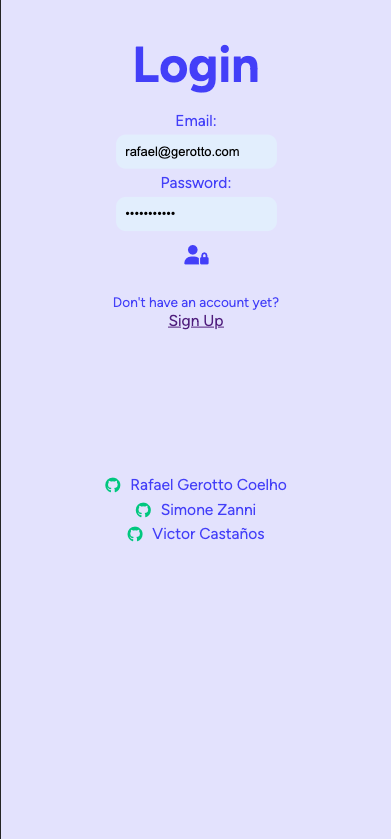 Login
Email:
rafael@gerotto.com
Password:
•••••••••••
Don't have an account yet?
Sign Up
Rafael Gerotto Coelho
Simone Zanni
Victor Castaños